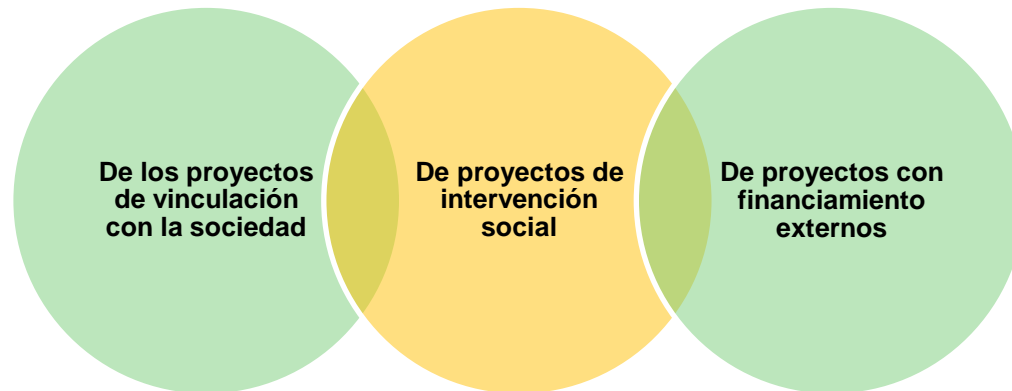 De los proyectos
de vinculación
con la sociedad
De proyectos de
intervención
social
De proyectos con
financiamiento
externos